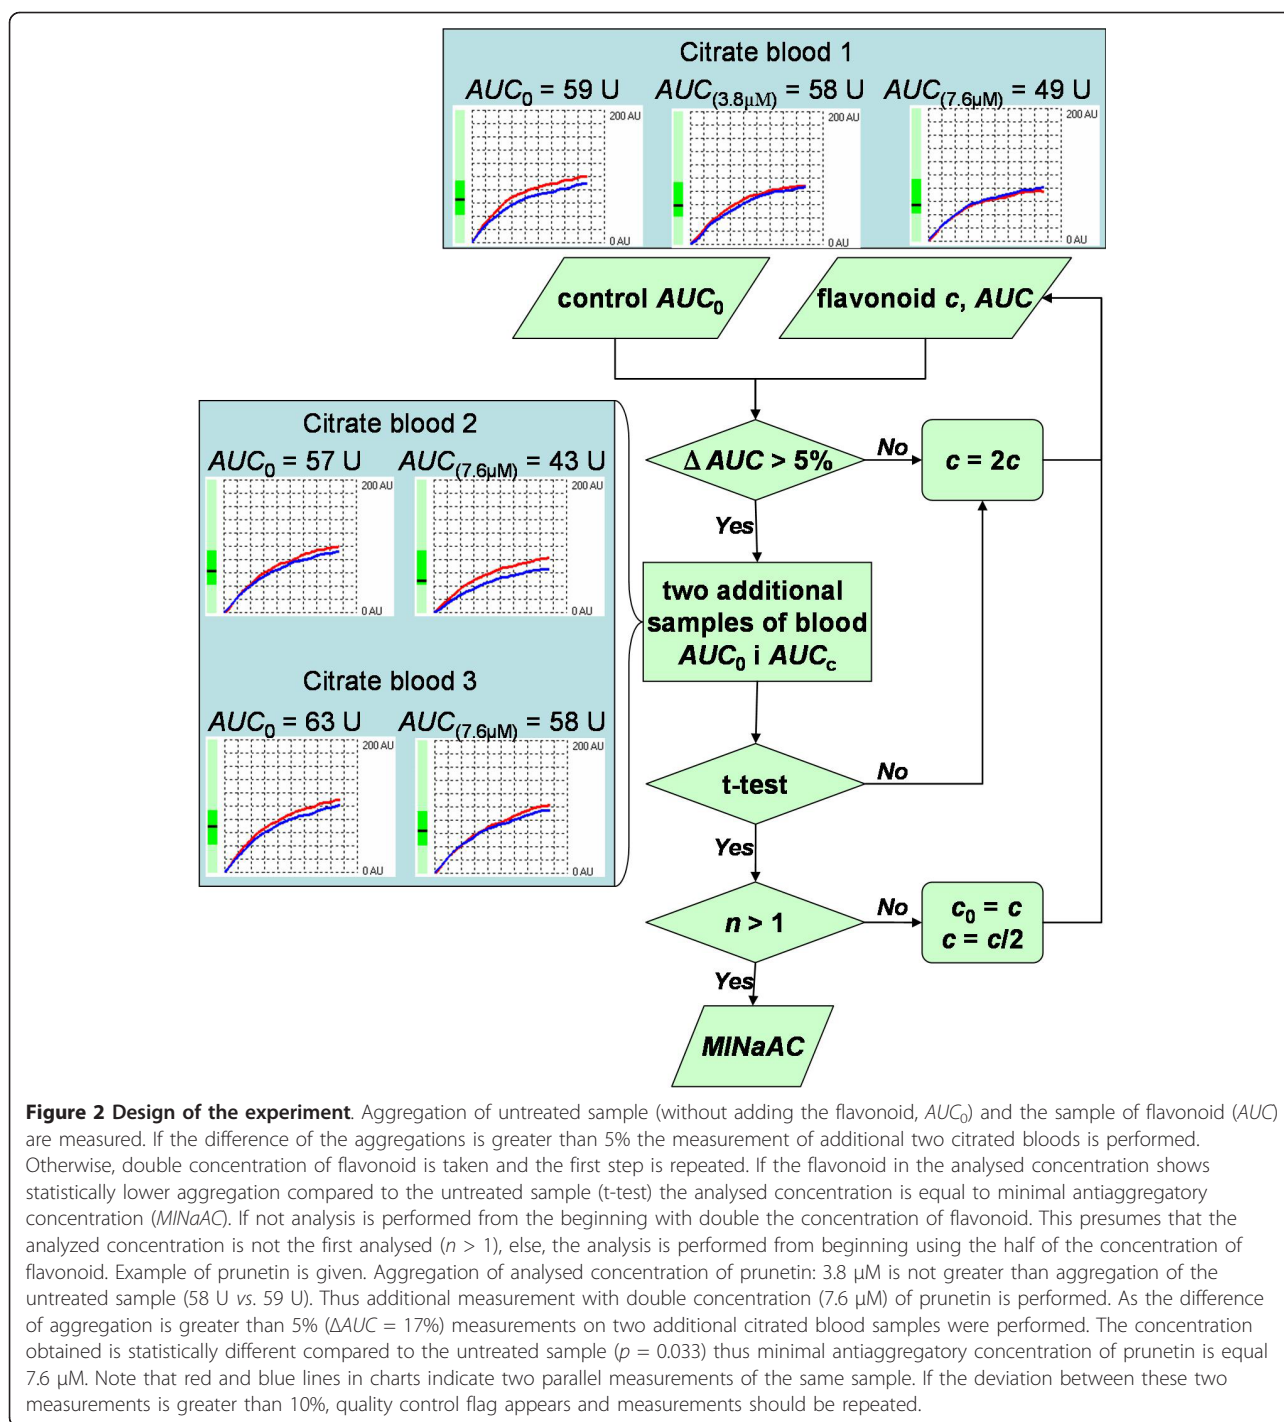 Citrate blood 1
AUC0 = 59 U AUC(3.8µM) = 58 U AUC(7.6µM) = 49 U
200 AU 200 AU 200 AU
0 AU 0 AU 0 AU
control AUC0 flavonoid c, AUC
Citrate blood 2
AUC0 = 57 U AUC(7.6µM) = 43 U
200 AU 200 AU
0 AU 0 AU
Citrate blood 3
AUC0 = 63 U AUC(7.6µM) = 58 U
200 AU 200 AU
0 AU 0 AU
Δ AUC > 5% No c = 2c
Yes
two additional
samples of blood
AUC0 i AUCc
t-test No
Yes
n > 1 No c0 = c
c = c/2
Yes
MINaAC
Figure 2 Design of the experiment. Aggregation of untreated sample (without adding the flavonoid, AUC0) and the sample of flavonoid (AUC)
are measured. If the difference of the aggregations is greater than 5% the measurement of additional two citrated bloods is performed.
Otherwise, double concentration of flavonoid is taken and the first step is repeated. If the flavonoid in the analysed concentration shows
statistically lower aggregation compared to the untreated sample (t-test) the analysed concentration is equal to minimal antiaggregatory
concentration (MINaAC). If not analysis is performed from the beginning with double the concentration of flavonoid. This presumes that the
analyzed concentration is not the first analysed (n > 1), else, the analysis is performed from beginning using the half of the concentration of
flavonoid. Example of prunetin is given. Aggregation of analysed concentration of prunetin: 3.8 µM is not greater than aggregation of the
untreated sample (58 U vs. 59 U). Thus additional measurement with double concentration (7.6 µM) of prunetin is performed. As the difference
of aggregation is greater than 5% (ΔAUC = 17%) measurements on two additional citrated blood samples were performed. The concentration
obtained is statistically different compared to the untreated sample (p = 0.033) thus minimal antiaggregatory concentration of prunetin is equal
7.6 µM. Note that red and blue lines in charts indicate two parallel measurements of the same sample. If the deviation between these two
measurements is greater than 10%, quality control flag appears and measurements should be repeated.